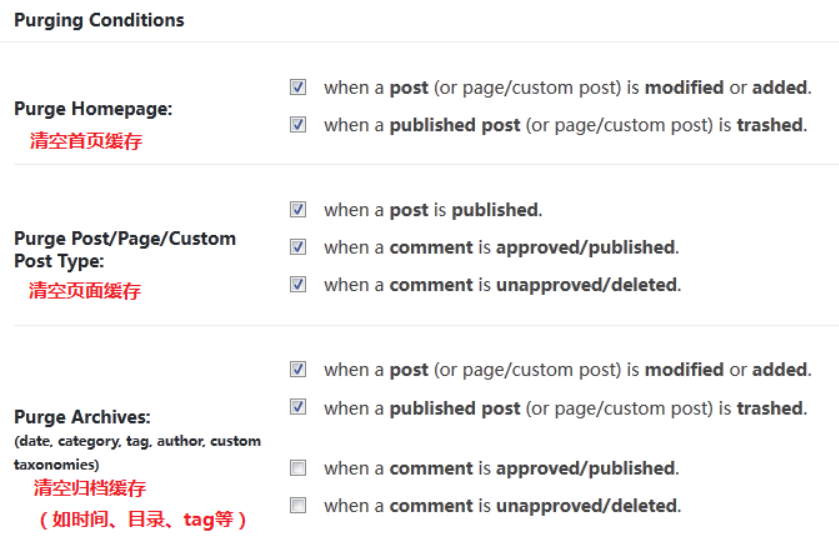 Purging Conditions
Purge Homepage:
清空首页缓存
when a post (or page/custom post) is modified or added.
when a published post (or page/custom post) is trashed.
Purge Post/Page/Custom
Post Type:
清空页面缓存
when a post is published.
when a comment is approved/published.
when a comment is unapproved/deleted.
Purge Archives:
(date, category, tag, author, custom
taxonomies)
清空归档缓存
（如时间、目录、tag等）
when a post (or page/custom post) is modified or added.
when a published post (or page/custom post) is trashed.
when a comment is approved/published.
when a comment is unapproved/deleted.